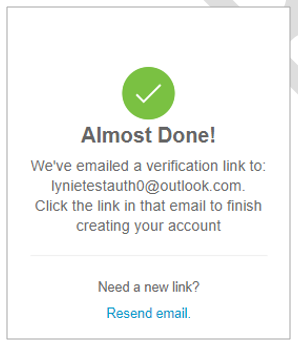 Almost Done!
We've emailed a verification link to:
lynietestauth0@outlook.com.
Click the link in that email to finish
creating your account
Need a new link?
Resend email.